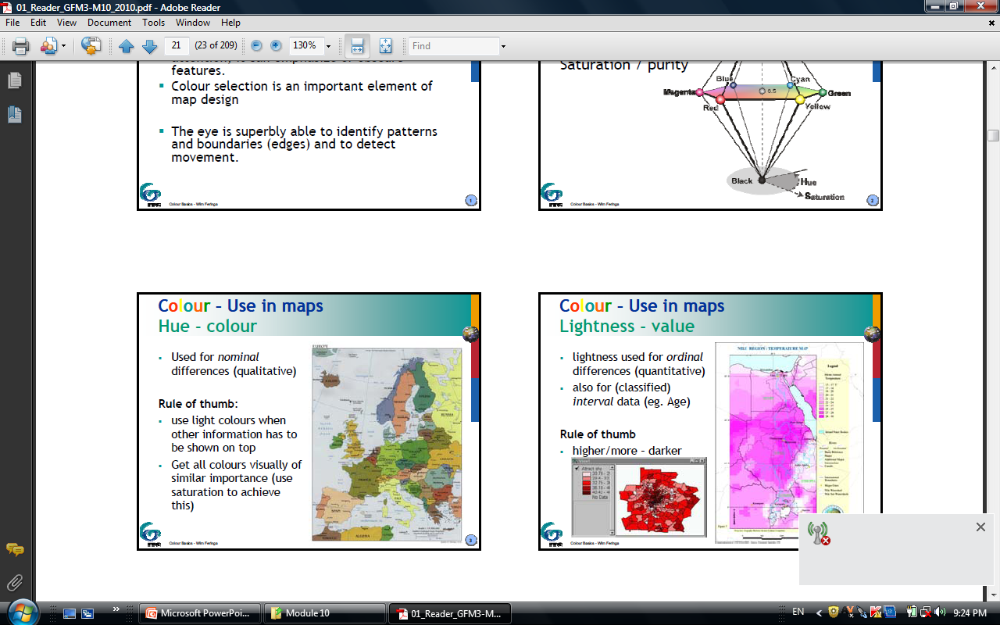 01_Reader_GFM3-M10_2010.pdf - Adobe Reader
File Edit View Document Tools Window Help
21 (23 of 209) 130% Find
features.
Colour selection is an important element of
map design
The eye is superbly able to identify patterns
and boundaries (edges) and to detect
movement.
Colour Basics - Wim Feringa
1
Saturation / purity
Blue
Cyan
Magenta
0.5
Green
Red
Yellow
Black
Hue
Saturation
Colour Basics - Wim Feringa
2
Colour – Use in maps
Hue - colour
Used for nominal
differences (qualitative)
Rule of thumb:
use light colours when
other information has to
be shown on top
Get all colours visually of
similar importance (use
saturation to achieve
this)
EUROPE
ALGERIA
Colour Basics - Wim Feringa
3
Colour – Use in maps
Lightness - value
lightness used for ordinal
differences (quantitative)
also for (classified)
interval data (eg. Age)
Rule of thumb
higher/more - darker
No Data
NILE REGION: TEMPERATURE MAP
Legend
Colour Basics - Wim Feringa
Microsoft PowerPoi...
Module 10
01_Reader_GFM3-M...
EN
9:24 PM